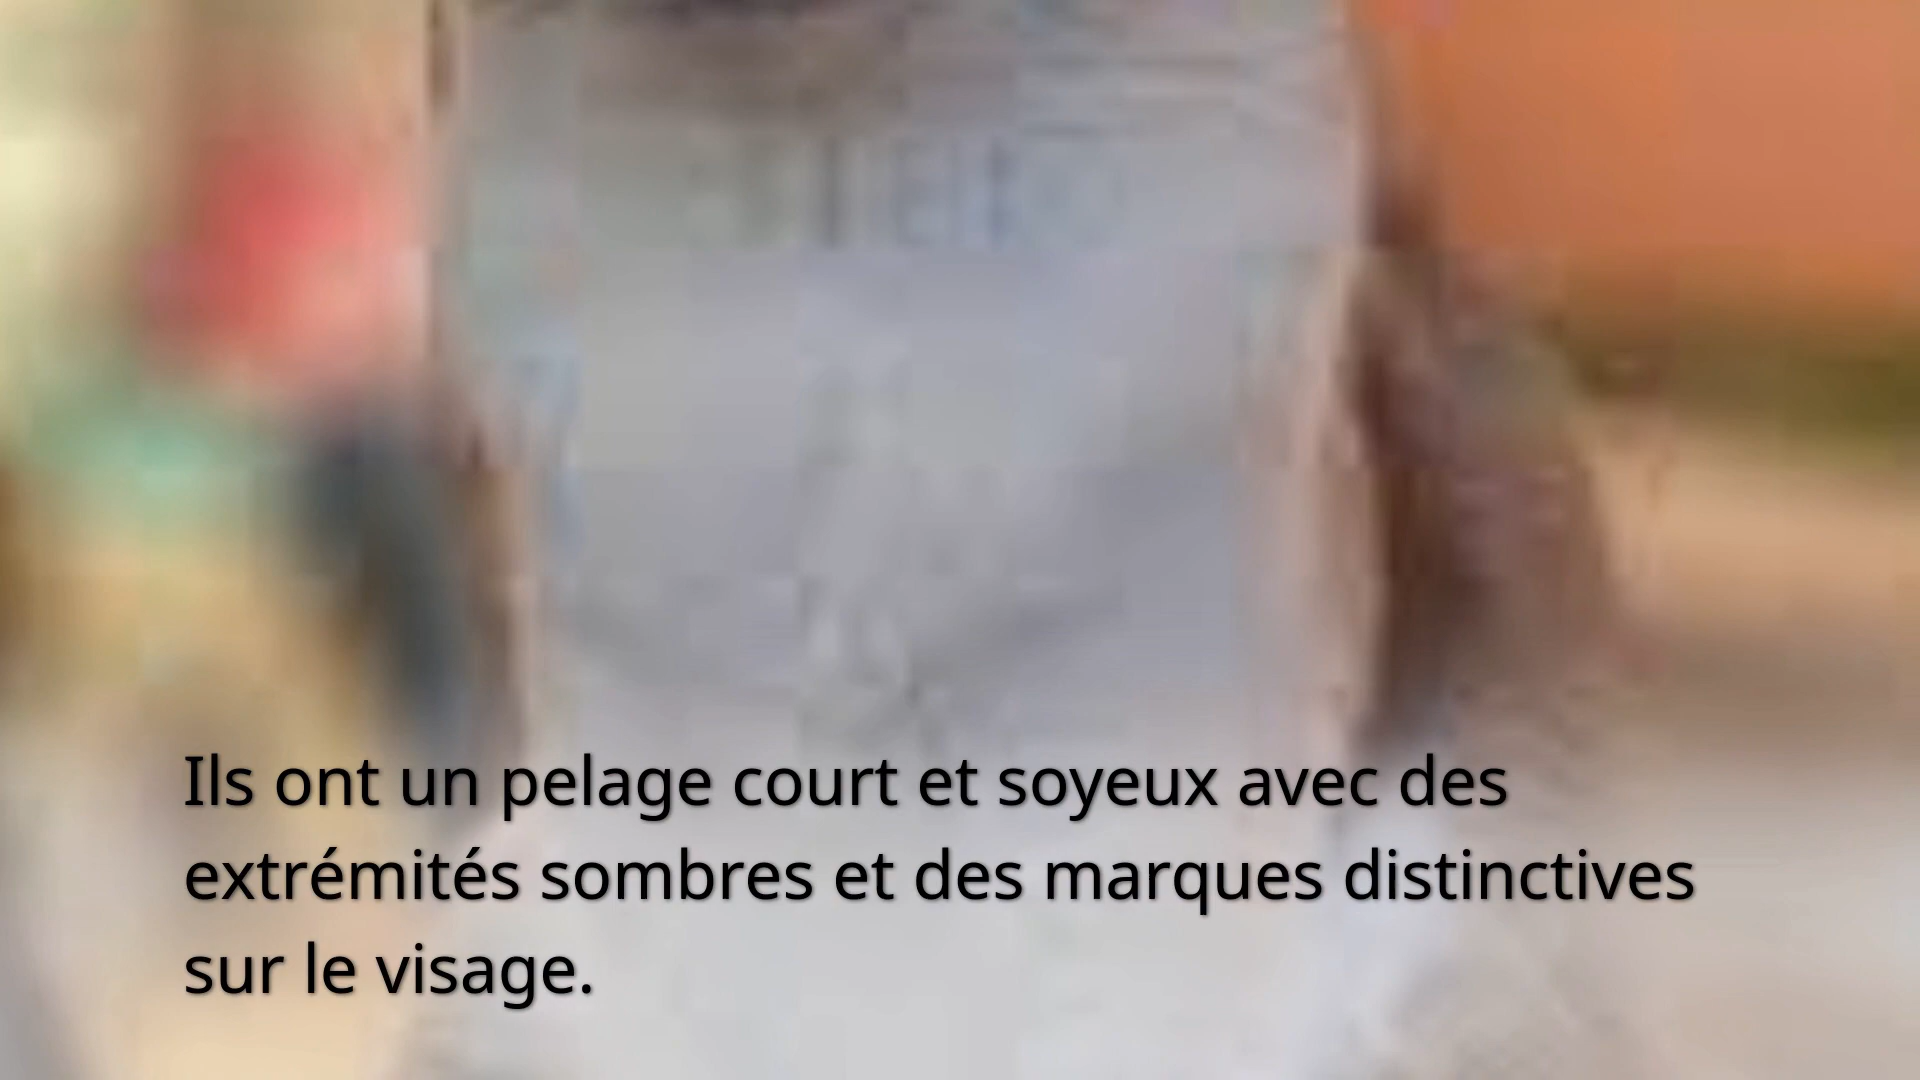 Ils ont un pelage court et soyeux avec des
extrémités sombres et des marques distinctives
sur le visage.